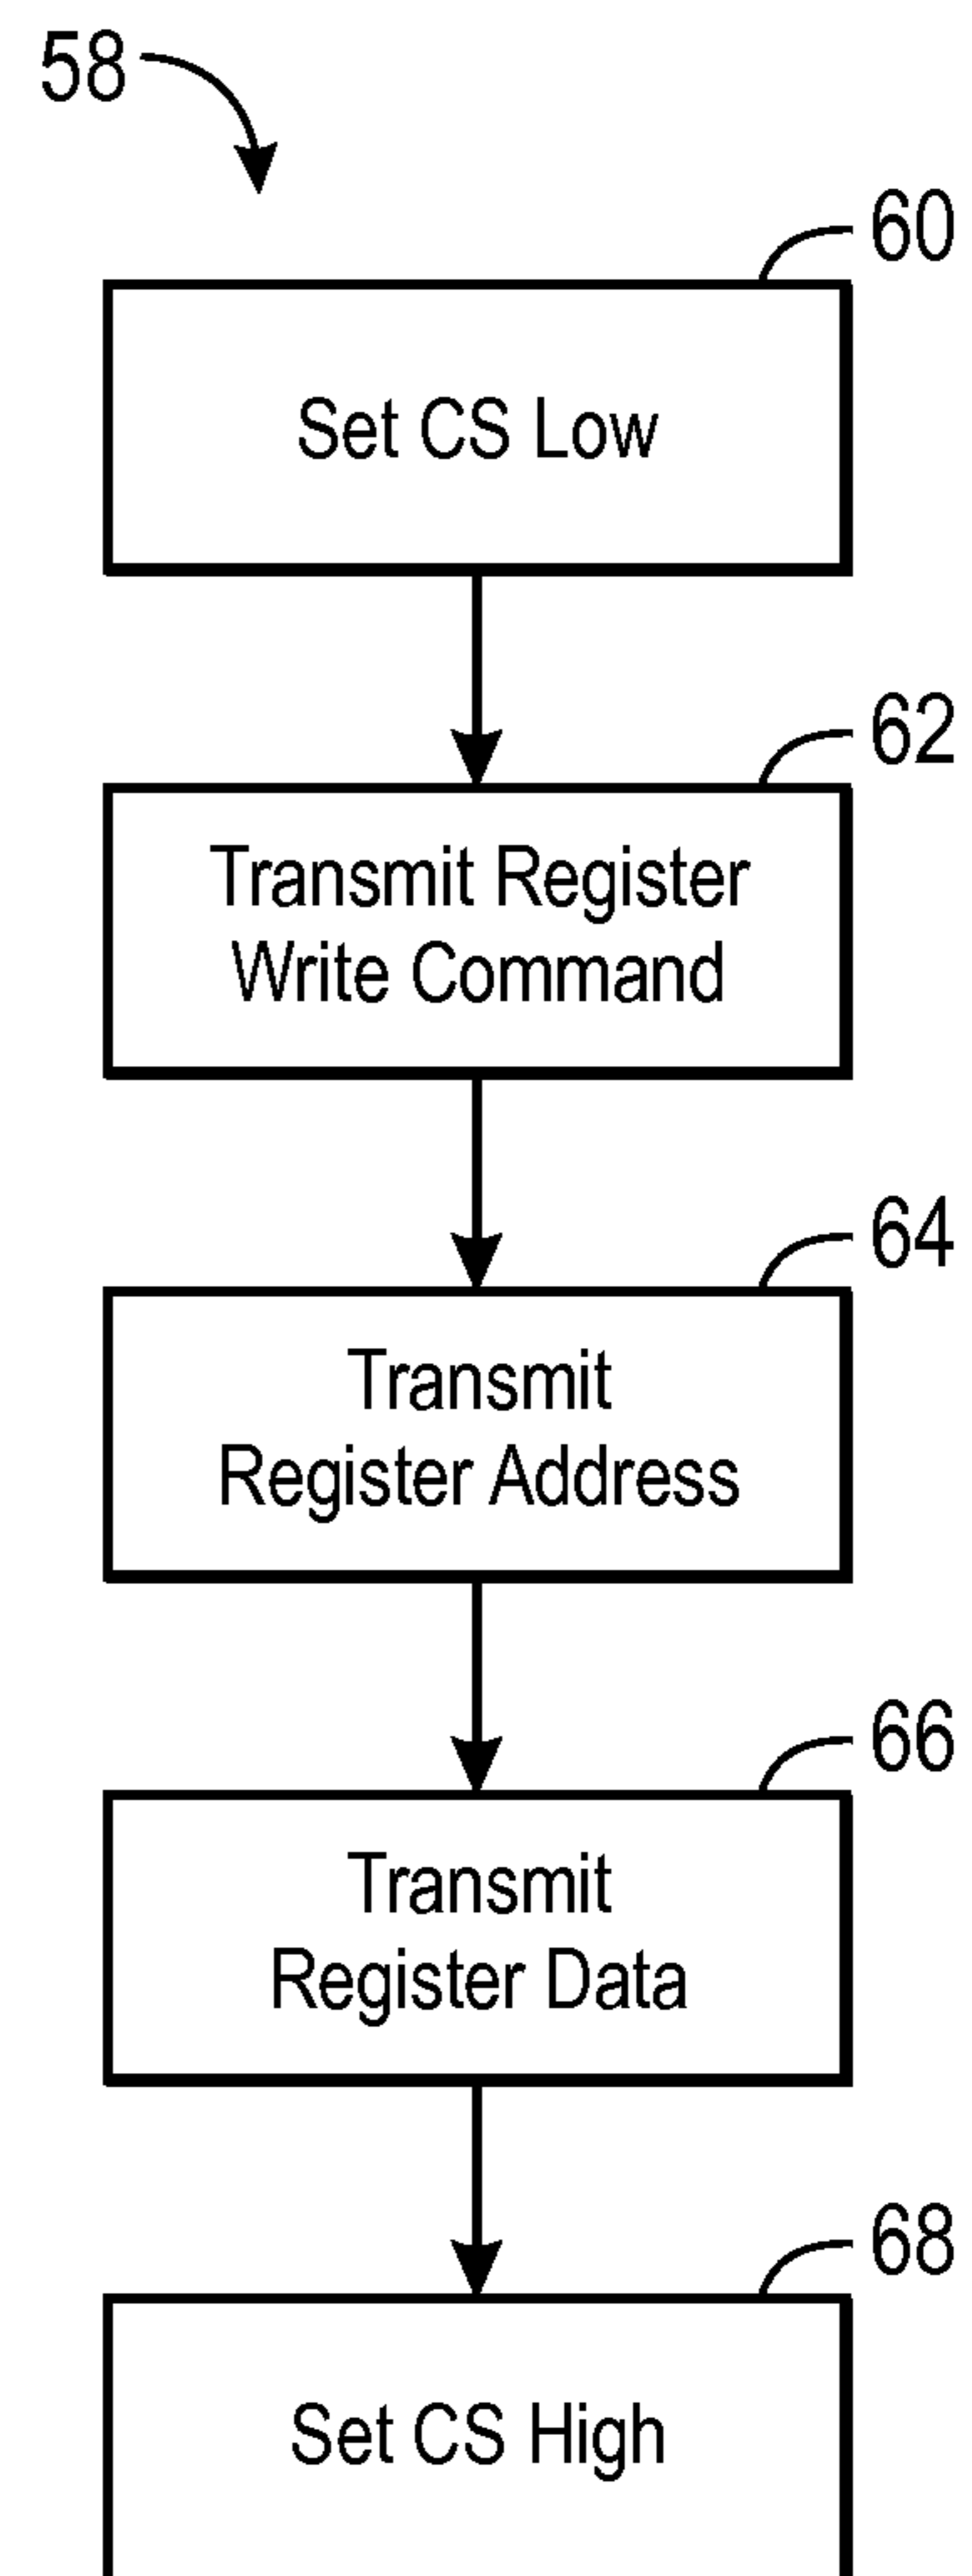 58
60
Set CS Low
62
Transmit Register
Write Command
64
Transmit
Register Address
66
Transmit
Register Data
68
Set CS High